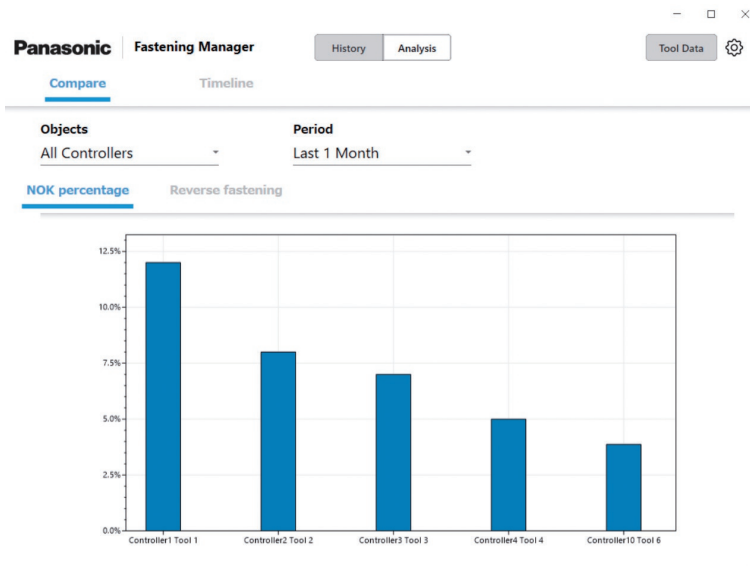 Panasonic Fastening Manager History Analysis Tool Data
Compare Timeline
Objects Period
All Controllers Last 1 Month
NOK percentage Reverse fastening
12.5%
10.0%
7.5%
5.0%
2.5%
0.0%
Controller1 Tool 1 Controller2 Tool 2 Controller3 Tool 3 Controller4 Tool 4 Controller10 Tool 6